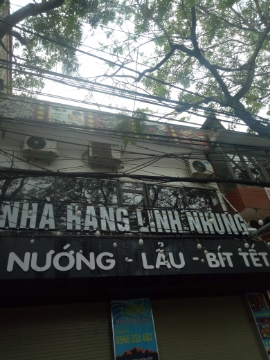 NHÀ HÀNG LINH NHUNG
NƯỚNG - LẨU - BÍT TẾT